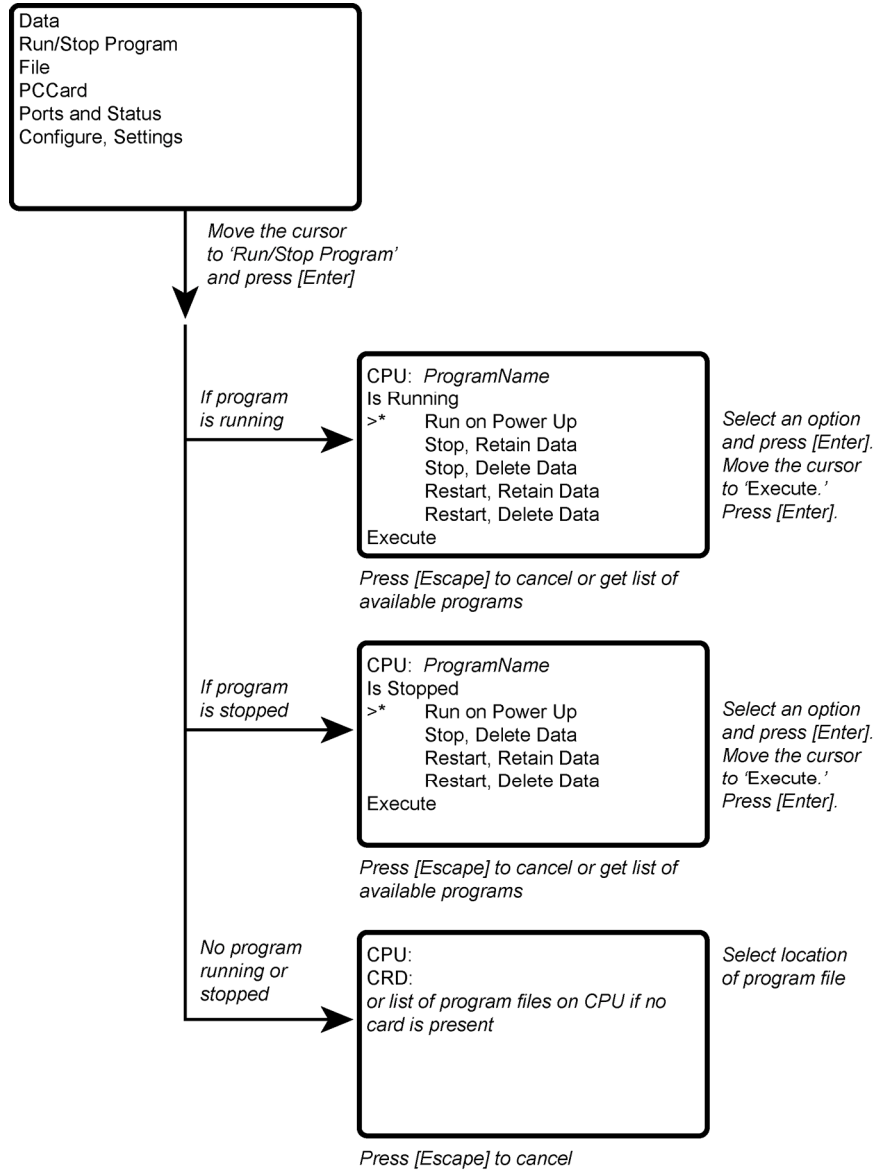 Data
Run/Stop Program
File
PCCard
Ports and Status
Configure, Settings
Move the cursor
to ‘Run/Stop Program’
and press [Enter]
If program
is running
CPU: ProgramName
Is Running
>* Run on Power Up
Stop, Retain Data
Stop, Delete Data
Restart, Retain Data
Restart, Delete Data
Execute
Select an option
and press [Enter].
Move the cursor
to ‘Execute.’
Press [Enter].
Press [Escape] to cancel or get list of
available programs
If program
is stopped
CPU: ProgramName
Is Stopped
>* Run on Power Up
Stop, Delete Data
Restart, Retain Data
Restart, Delete Data
Execute
Select an option
and press [Enter].
Move the cursor
to ‘Execute.’
Press [Enter].
Press [Escape] to cancel or get list of
available programs
No program
running or
stopped
CPU:
CRD:
or list of program files on CPU if no
card is present
Select location
of program file
Press [Escape] to cancel